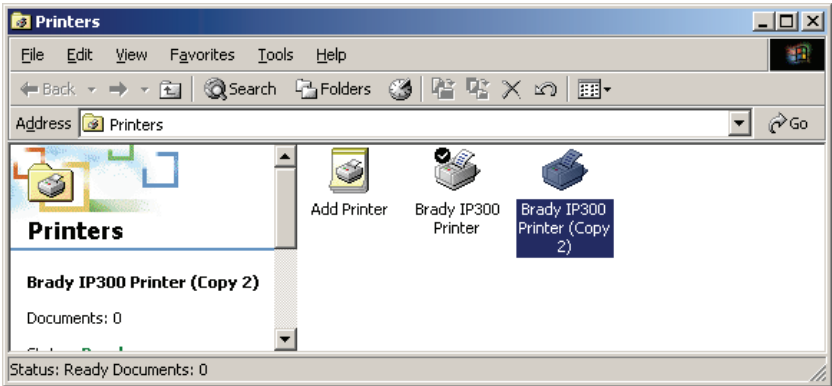 Printers
File Edit View Favorites Tools Help
Back Search Folders
Address Printers Go
Printers
Brady IP300 Printer (Copy 2)
Documents: 0
Add Printer
Brady IP300
Printer
Brady IP300
Printer (Copy
2)
Status: Ready Documents: 0